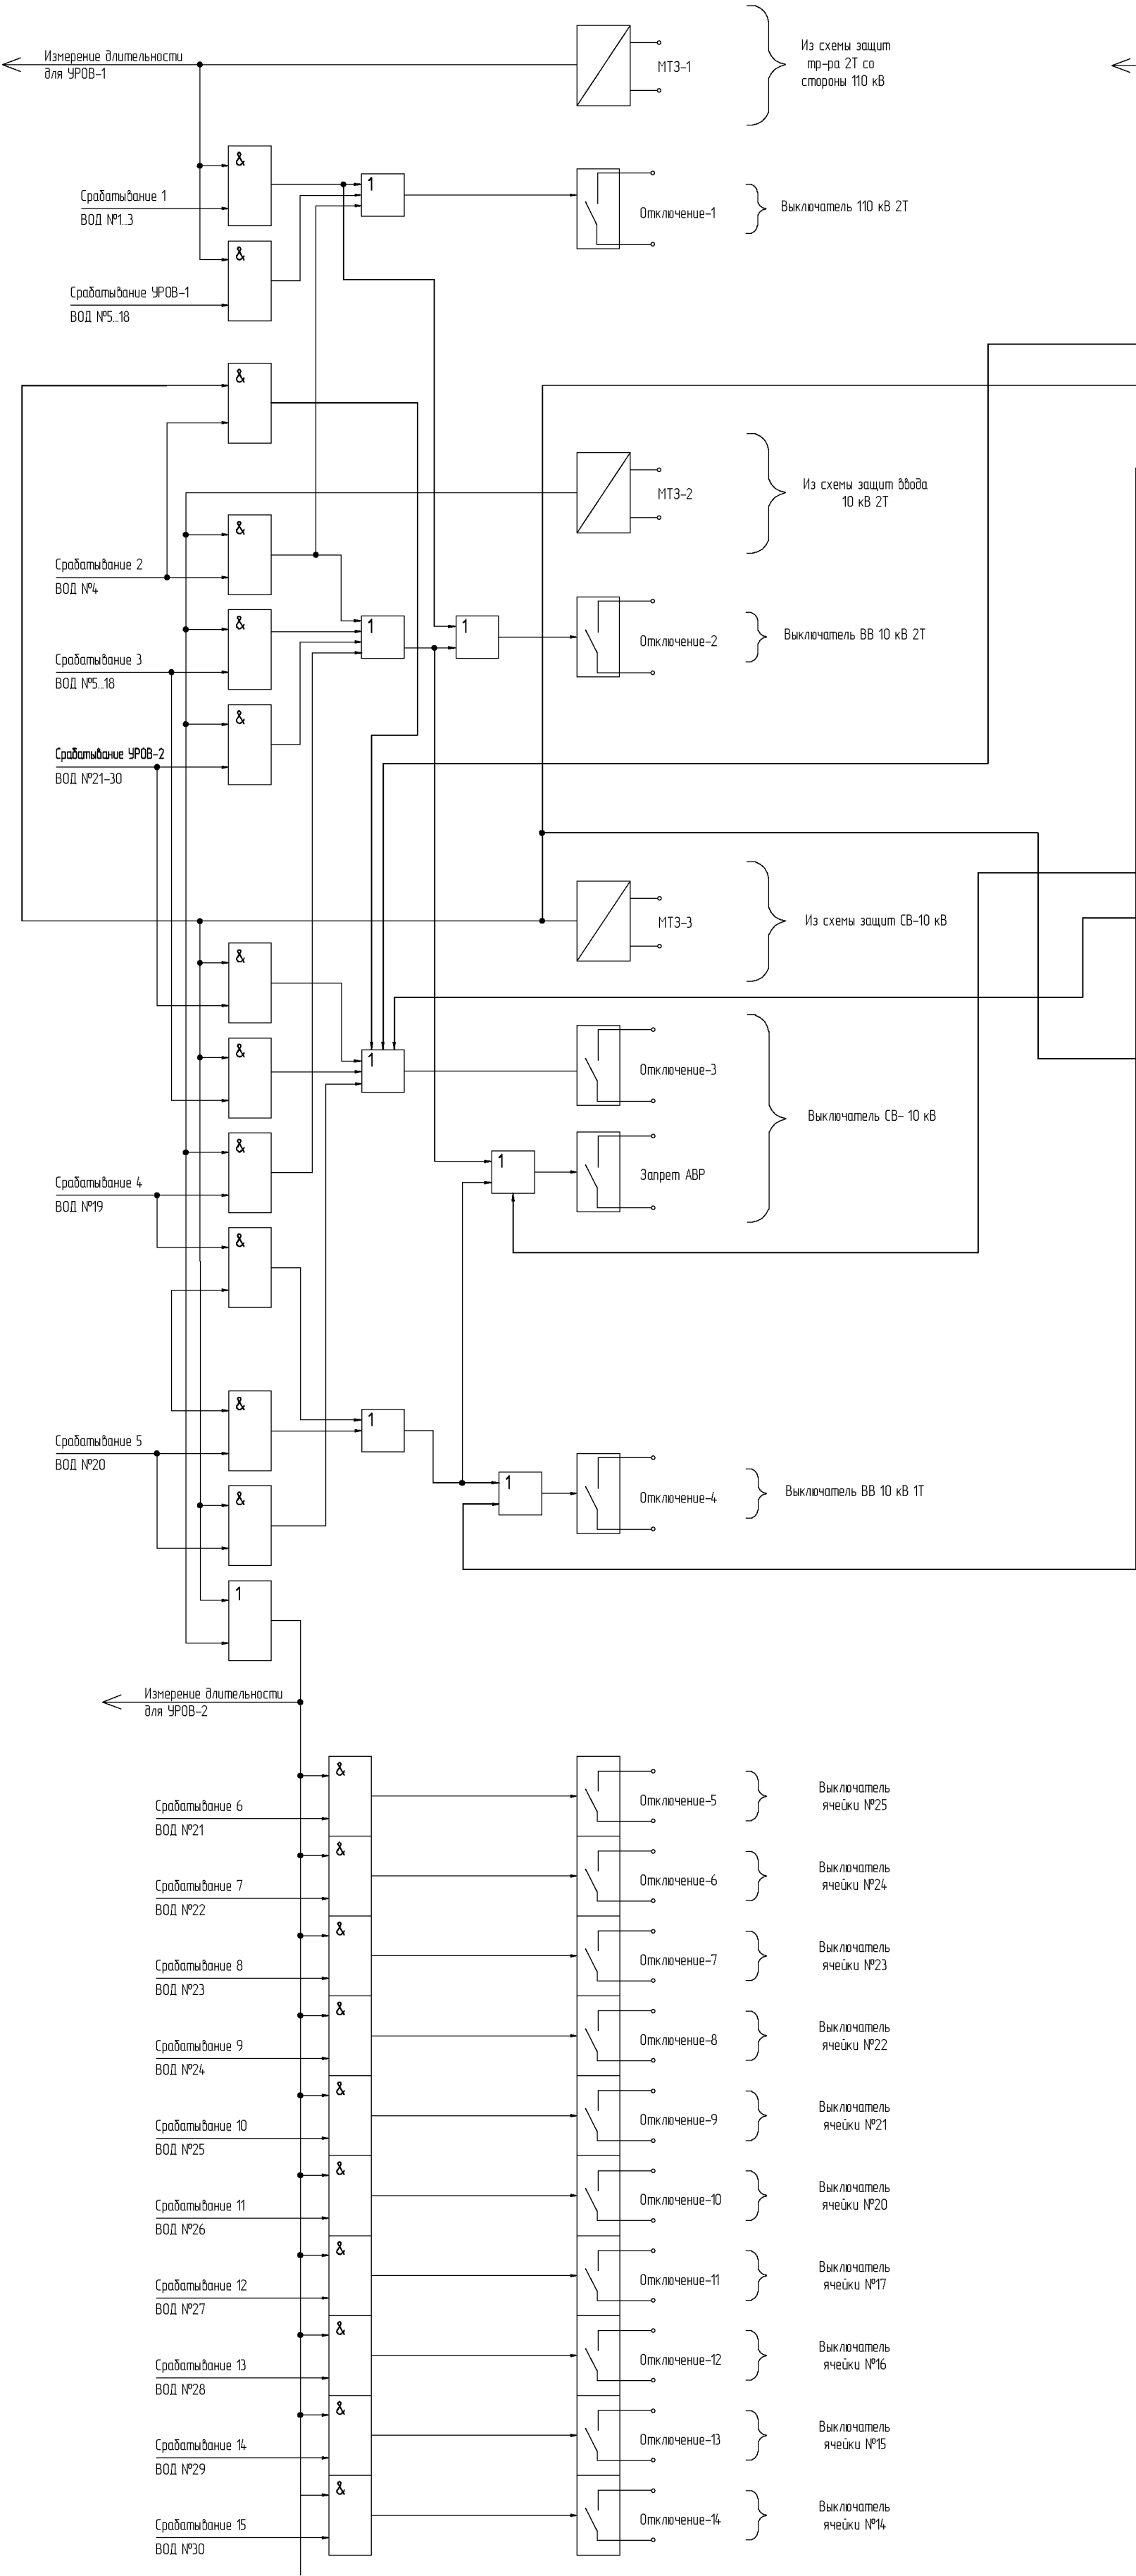 Измерение длительности
для УРОВ-1
МТЗ-1
Из схемы защит
тр-ра 2Т со
стороны 110 кВ
&
Срабатывание 1
ВОД №1...3
1
Отключение-1
Выключатель 110 кВ 2Т
&
Срабатывание УРОВ-1
ВОД №5...18
&
МТЗ-2
Из схемы защит ввода
10 кВ 2Т
&
Срабатывание 2
ВОД №4
&
1
1
Отключение-2
Выключатель ВВ 10 кВ 2Т
Срабатывание 3
ВОД №5...18
&
Срабатывание УРОВ-2
ВОД №21-30
МТЗ-3
Из схемы защит СВ-10 кВ
&
&
1
Отключение-3
Выключатель СВ- 10 кВ
&
1
Запрет АВР
Срабатывание 4
ВОД №19
&
&
1
Срабатывание 5
ВОД №20
1
Отключение-4
Выключатель ВВ 10 кВ 1Т
&
1
Измерение длительности
для УРОВ-2
&
Срабатывание 6
ВОД №21
Отключение-5
Выключатель
ячейки №25
&
Срабатывание 7
ВОД №22
Отключение-6
Выключатель
ячейки №24
&
Срабатывание 8
ВОД №23
Отключение-7
Выключатель
ячейки №23
&
Срабатывание 9
ВОД №24
Отключение-8
Выключатель
ячейки №22
&
Срабатывание 10
ВОД №25
Отключение-9
Выключатель
ячейки №21
&
Срабатывание 11
ВОД №26
Отключение-10
Выключатель
ячейки №20
&
Срабатывание 12
ВОД №27
Отключение-11
Выключатель
ячейки №17
&
Срабатывание 13
ВОД №28
Отключение-12
Выключатель
ячейки №16
&
Срабатывание 14
ВОД №29
Отключение-13
Выключатель
ячейки №15
&
Срабатывание 15
ВОД №30
Отключение-14
Выключатель
ячейки №14